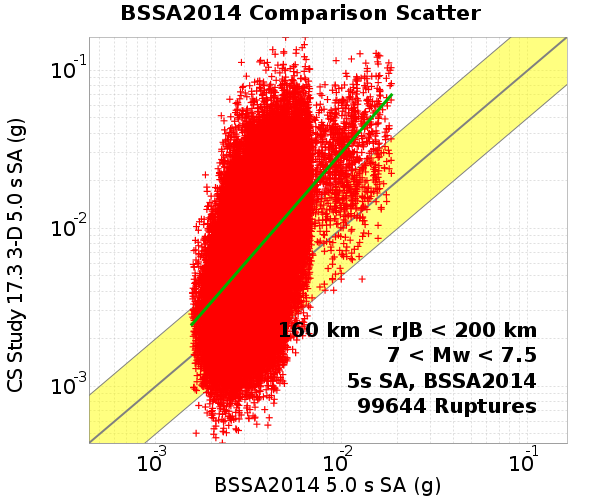 BSSA2014 Comparison Scatter
CS Study 17.3 3-D 5.0 s SA (g)
10-1
10-2
10-3
160 km < rJB < 200 km
7 < Mw < 7.5
5s SA, BSSA2014
99644 Ruptures
10-3 10-2 10-1
BSSA2014 5.0 s SA (g)